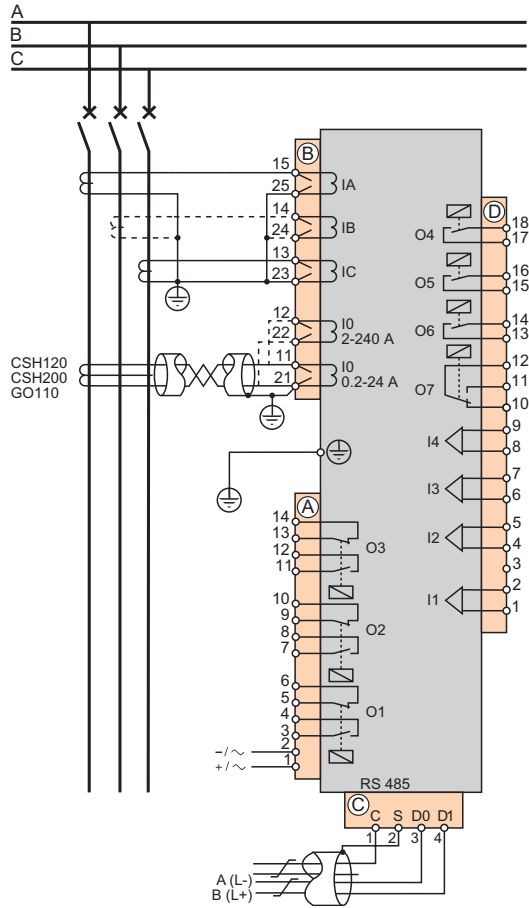 A
B
C
B
15
25
IA
14
24
IB
13
23
IC
12
22
I0
2-240 A
11
21
I0
0.2-24 A
CSH120
CSH200
GO110
D
18
17
O4
16
15
O5
14
13
O6
12
11
10
O7
9
8
I4
7
6
I3
5
4
I2
3
2
1
I1
A
14
13
12
11
O3
10
9
8
7
O2
6
5
4
3
O1
2
1
– / ~
+ / ~
RS 485
C
C S D0 D1
1 2 3 4
A (L-)
B (L+)